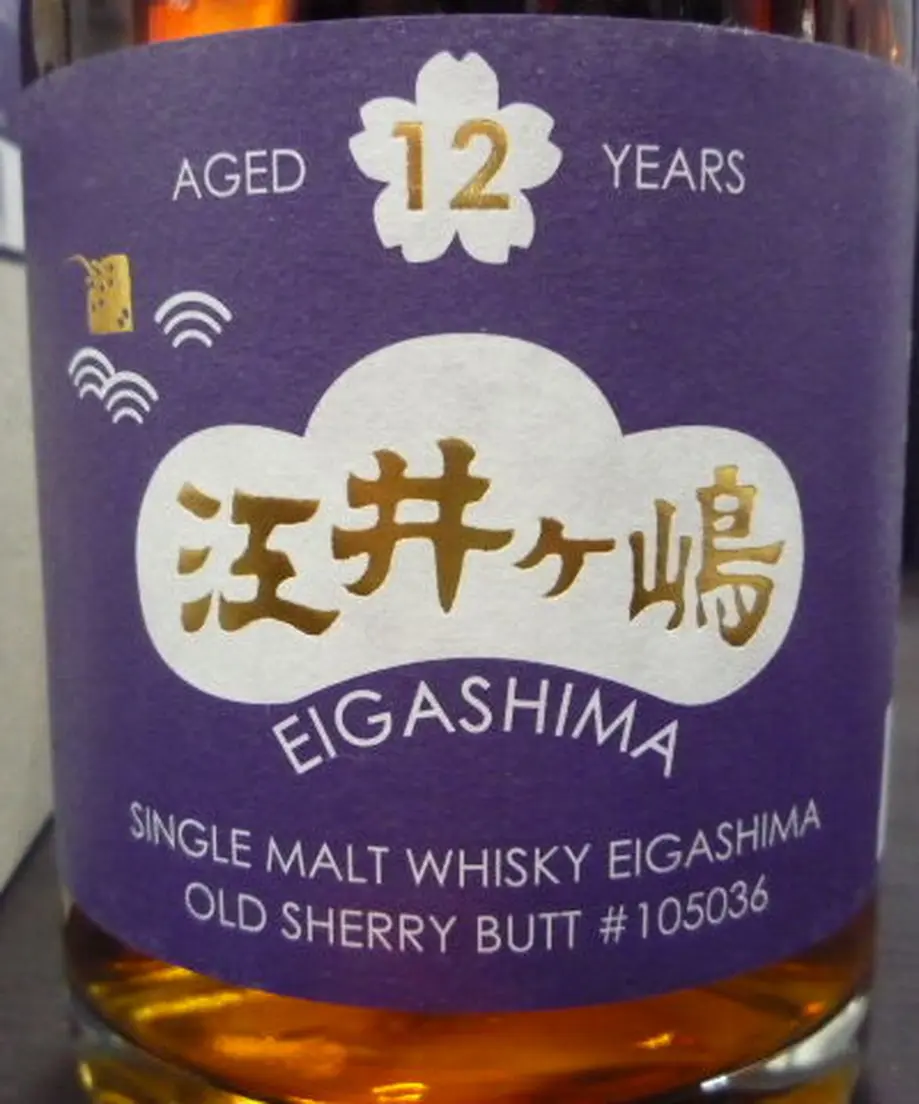 AGED 12 YEARS
江井ヶ嶋
EIGASHIMA
SINGLE MALT WHISKY EIGASHIMA
OLD SHERRY BUTT #105036